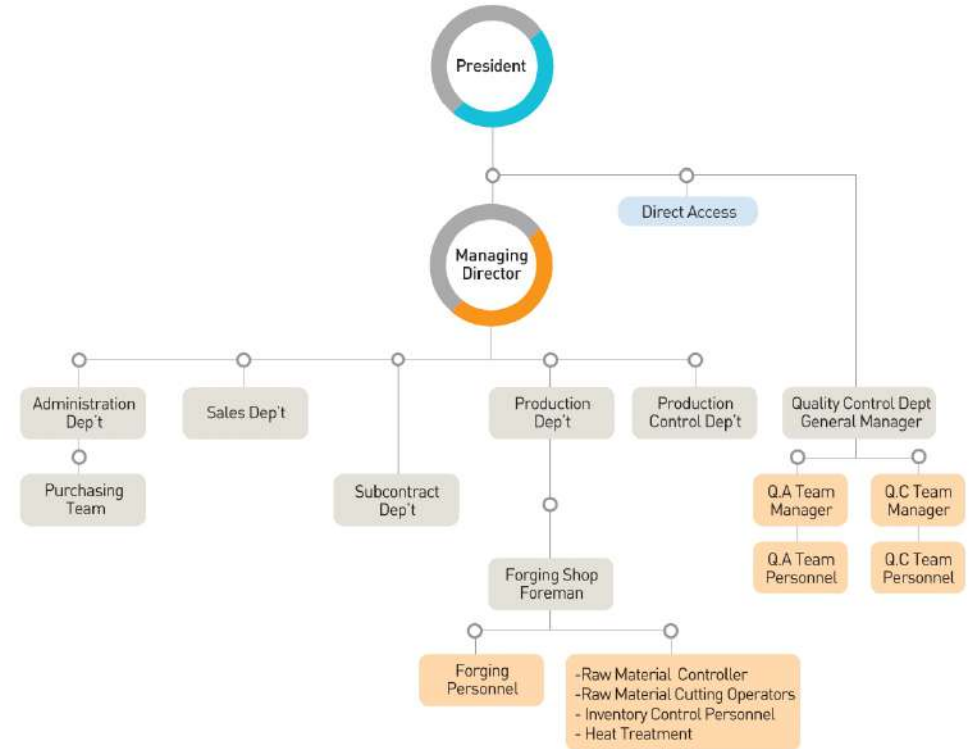 President
Direct Access
Managing
Director
Administration
Dep't
Sales Dep't
Production
Dep't
Production
Control Dep't
Quality Control Dept
General Manager
Purchasing
Team
Subcontract
Dep't
Q.A Team
Manager
Q.C Team
Manager
Q.A Team
Personnel
Q.C Team
Personnel
Forging Shop
Foreman
Forging
Personnel
-Raw Material Controller
-Raw Material Cutting Operators
- Inventory Control Personnel
- Heat Treatment